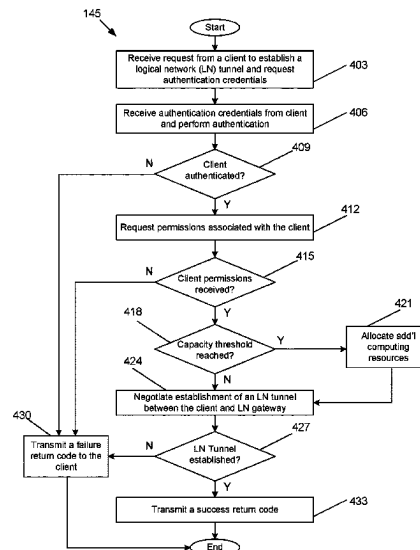 145
Start
Receive request from a client to establish a
logical network (LN) tunnel and request
authentication credentials
403
Receive authentication credentials from client
and perform authentication
406
N
Client
authenticated?
409
Y
Request permissions associated with the client
412
N
Client permissions
received?
415
Y
418
Capacity threshold
reached?
Y
421
Allocate add'l
computing
resources
424
N
Negotiate establishment of an LN tunnel
between the client and LN gateway
430
Transmit a failure
return code to the
client
N
LN Tunnel
established?
427
Y
Transmit a success return code
433
End